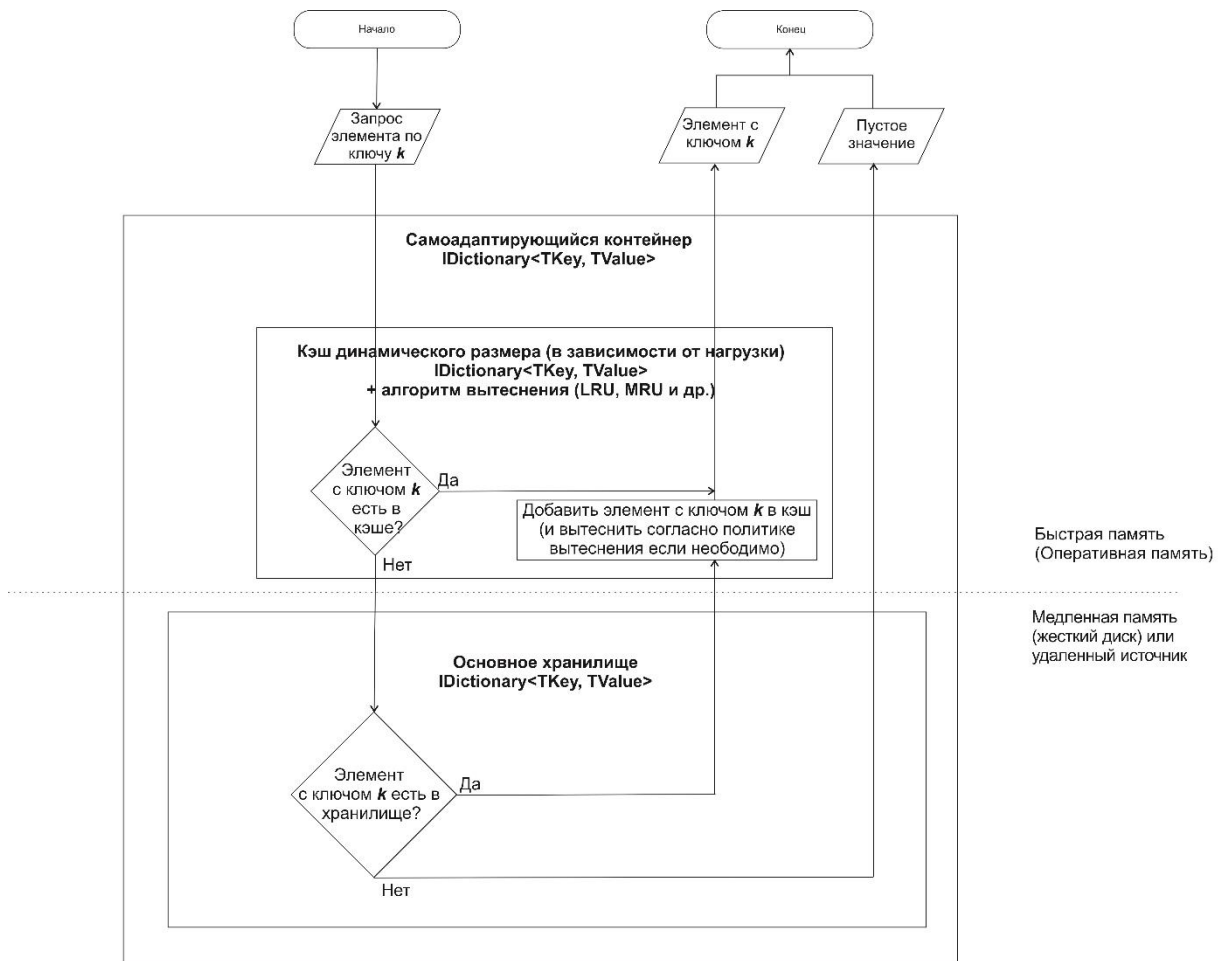 Начало
Конец
Запрос
элемента по
ключу k
Элемент с
ключом k
Пустое
значение
Самоадаптирующийся контейнер
IDictionary<TKey, TValue>
Кэш динамического размера (в зависимости от нагрузки)
IDictionary<TKey, TValue>
+ алгоритм вытеснения (LRU, MRU и др.)
Элемент
с ключом k
есть в
кэше?
Да
Нет
Добавить элемент с ключом k в кэш
(и вытеснить согласно политике
вытеснения если неободимо)
Быстрая память
(Оперативная память)
Медленная память
(жесткий диск) или
удаленный источник
Основное хранилище
IDictionary<TKey, TValue>
Элемент
с ключом k есть в
хранилище?
Да
Нет